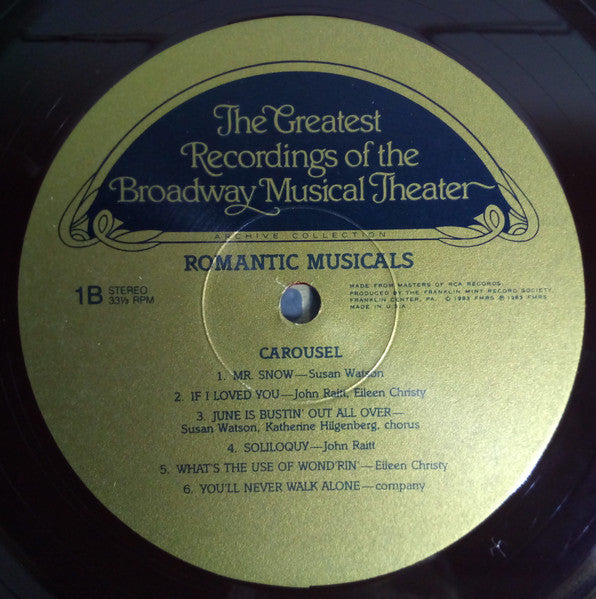 The Greatest
Recordings of the
Broadway Musical Theater
ARCHIVE COLLECTION
ROMANTIC MUSICALS
1B STEREO
33⅓ RPM
MADE FROM MASTERS OF RCA RECORDS.
PRODUCED BY THE FRANKLIN MINT RECORD SOCIETY,
FRANKLIN CENTER, PA. © 1983 FMRS ℗ 1983 FMRS
MADE IN U.S.A.
CAROUSEL
1. MR. SNOW—Susan Watson
2. IF I LOVED YOU—John Raitt, Eileen Christy
3. JUNE IS BUSTIN' OUT ALL OVER—
Susan Watson, Katherine Hilgenberg, chorus
4. SOLILOQUY—John Raitt
5. WHAT'S THE USE OF WOND'RIN'—Eileen Christy
6. YOU'LL NEVER WALK ALONE—company